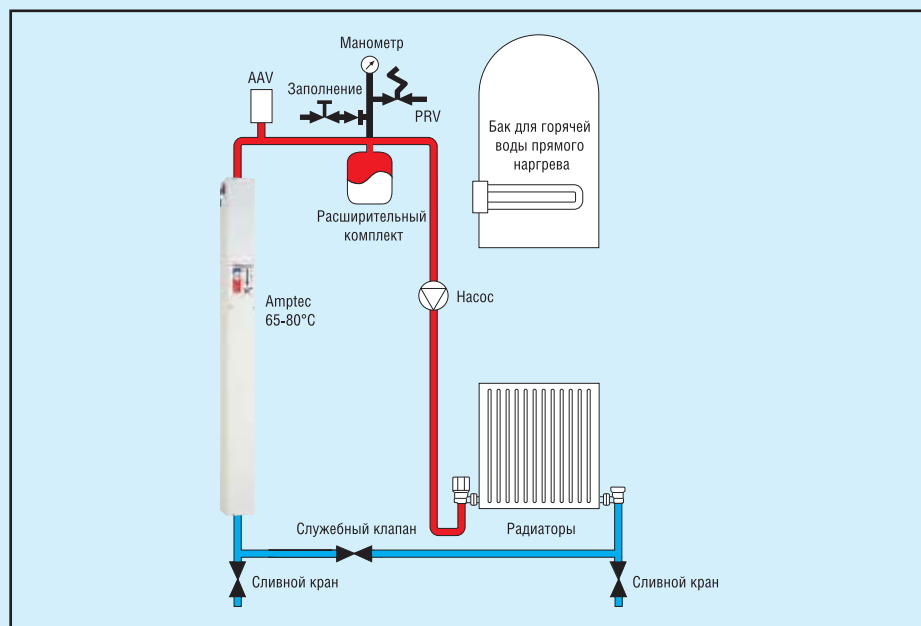 Манометр
AAV
Заполнение
PRV
Бак для горячей
воды прямого
наргрева
Расширительный
комплект
Amptec
65-80°C
Насос
Служебный клапан
Радиаторы
Сливной кран
Сливной кран